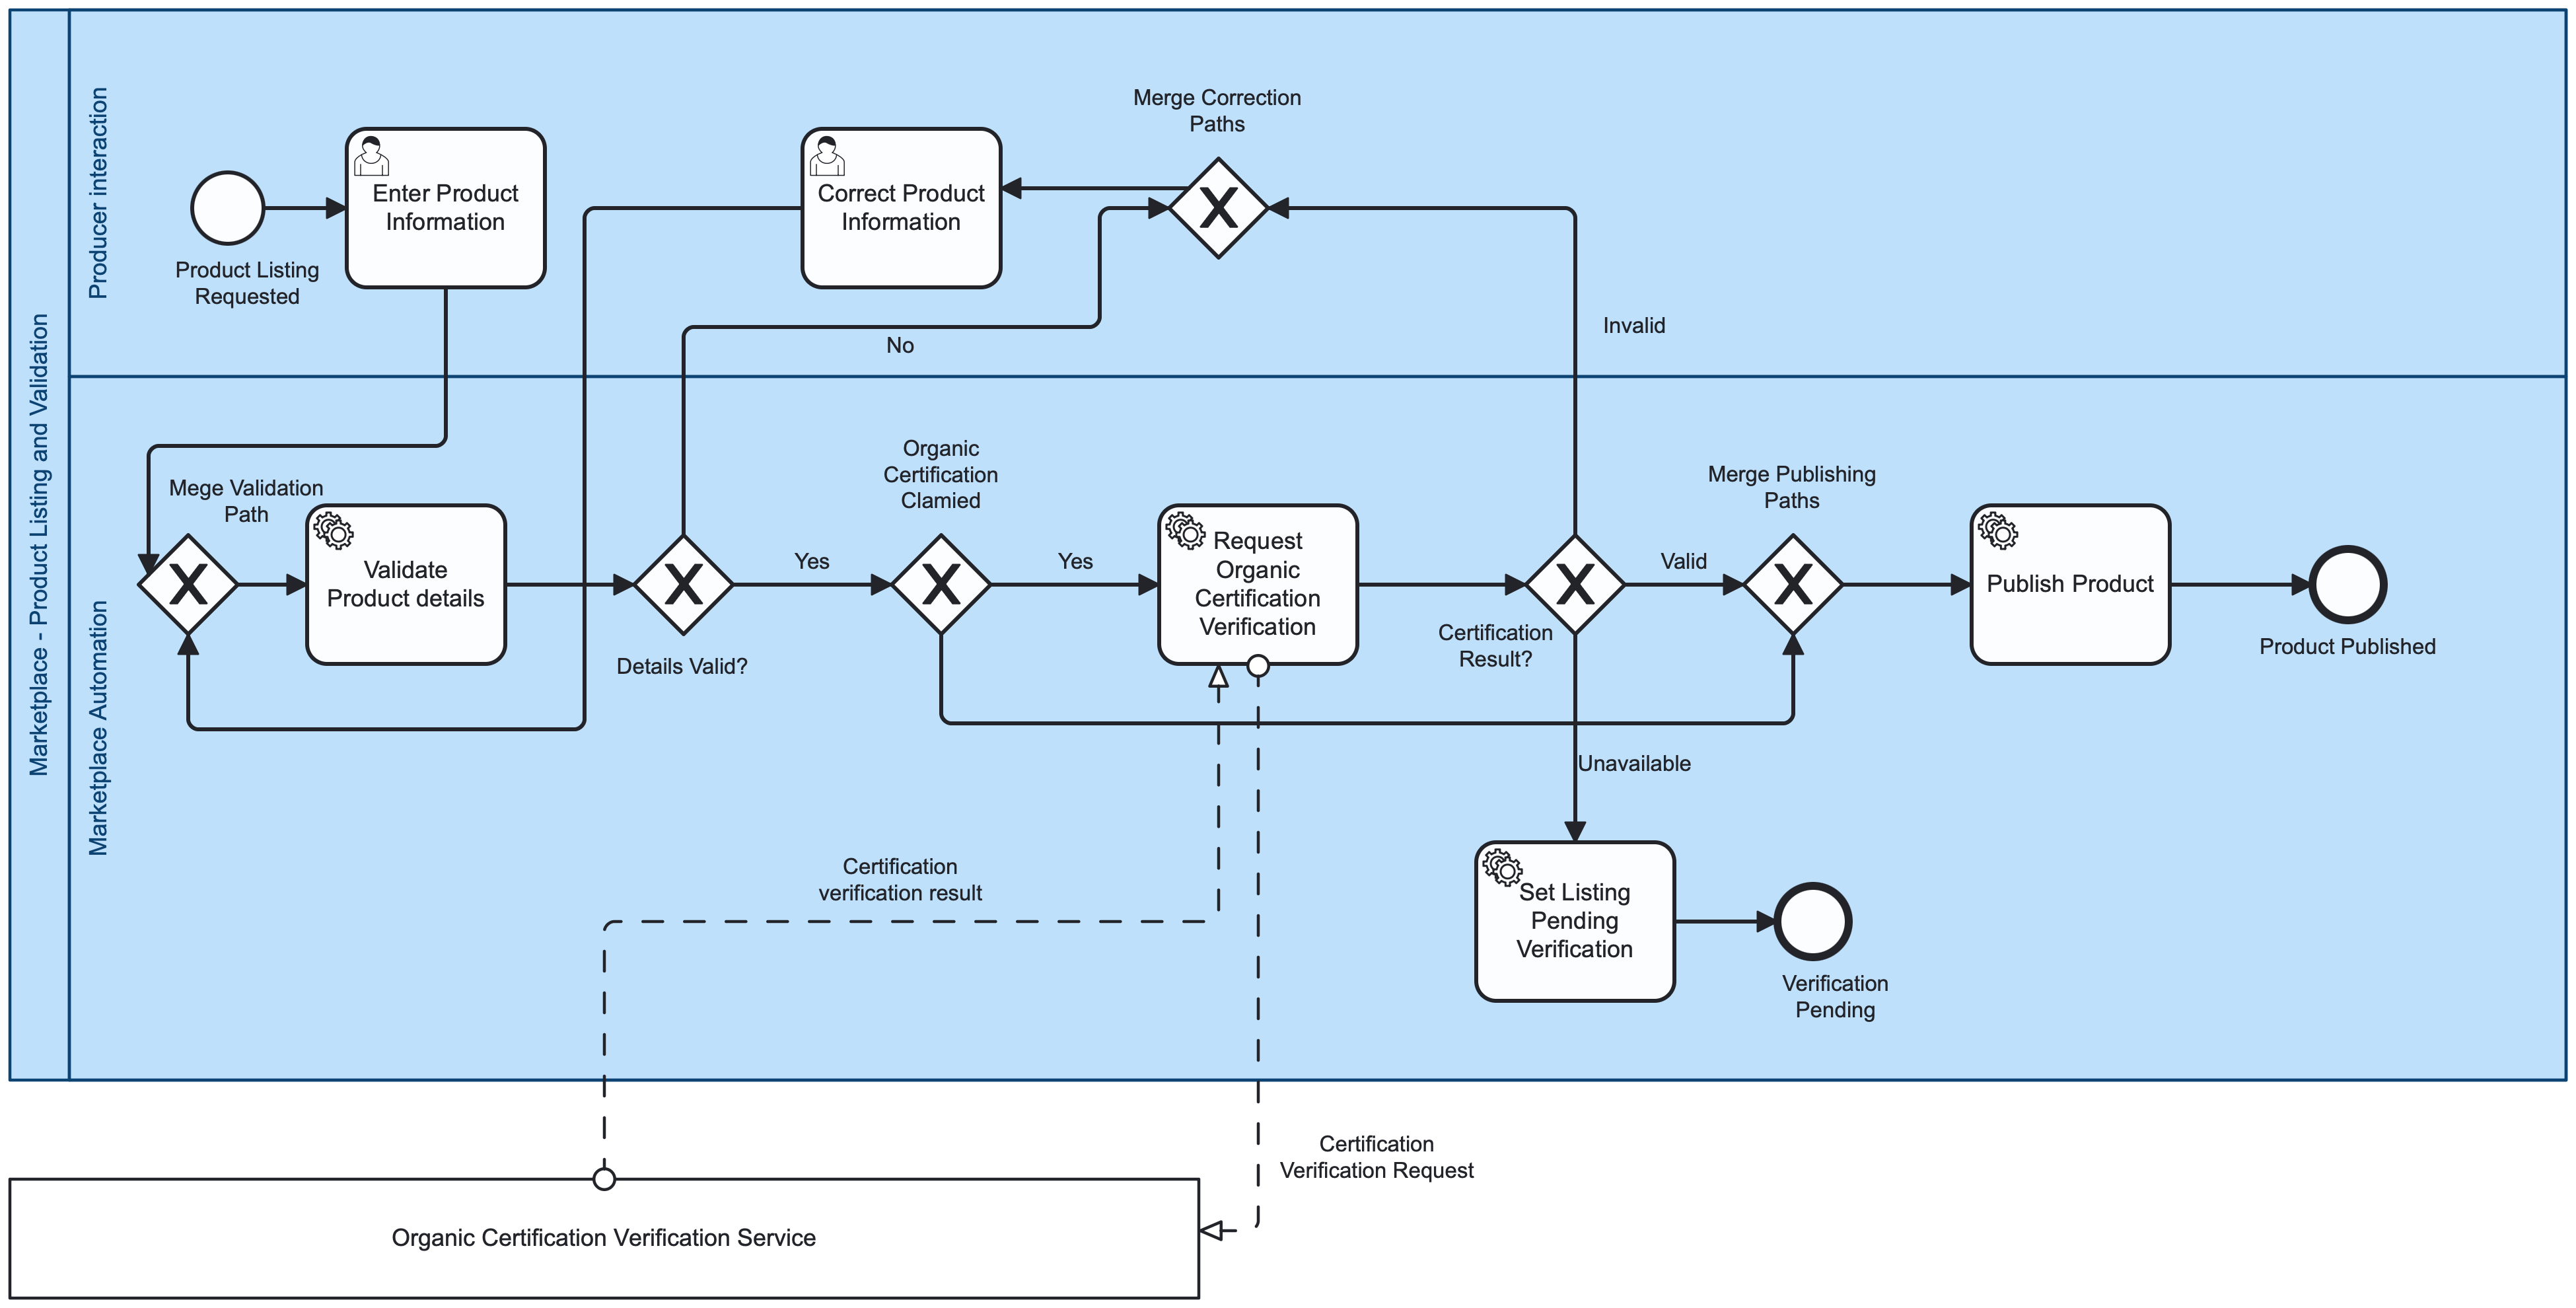 Marketplace - Product Listing and Validation
Producer interaction
Merge Correction
Paths
Enter Product
Information
Correct Product
Information
Product Listing
Requested
Invalid
No
Marketplace Automation
Organic
Certification
Clamied
Mege Validation
Path
Merge Publishing
Paths
Validate
Product details
Yes
Yes
Request
Organic
Certification
Verification
Valid
Publish Product
Details Valid?
Certification
Result?
Product Published
Unavailable
Certification
verification result
Set Listing
Pending
Verification
Verification
Pending
Certification
Verification Request
Organic Certification Verification Service